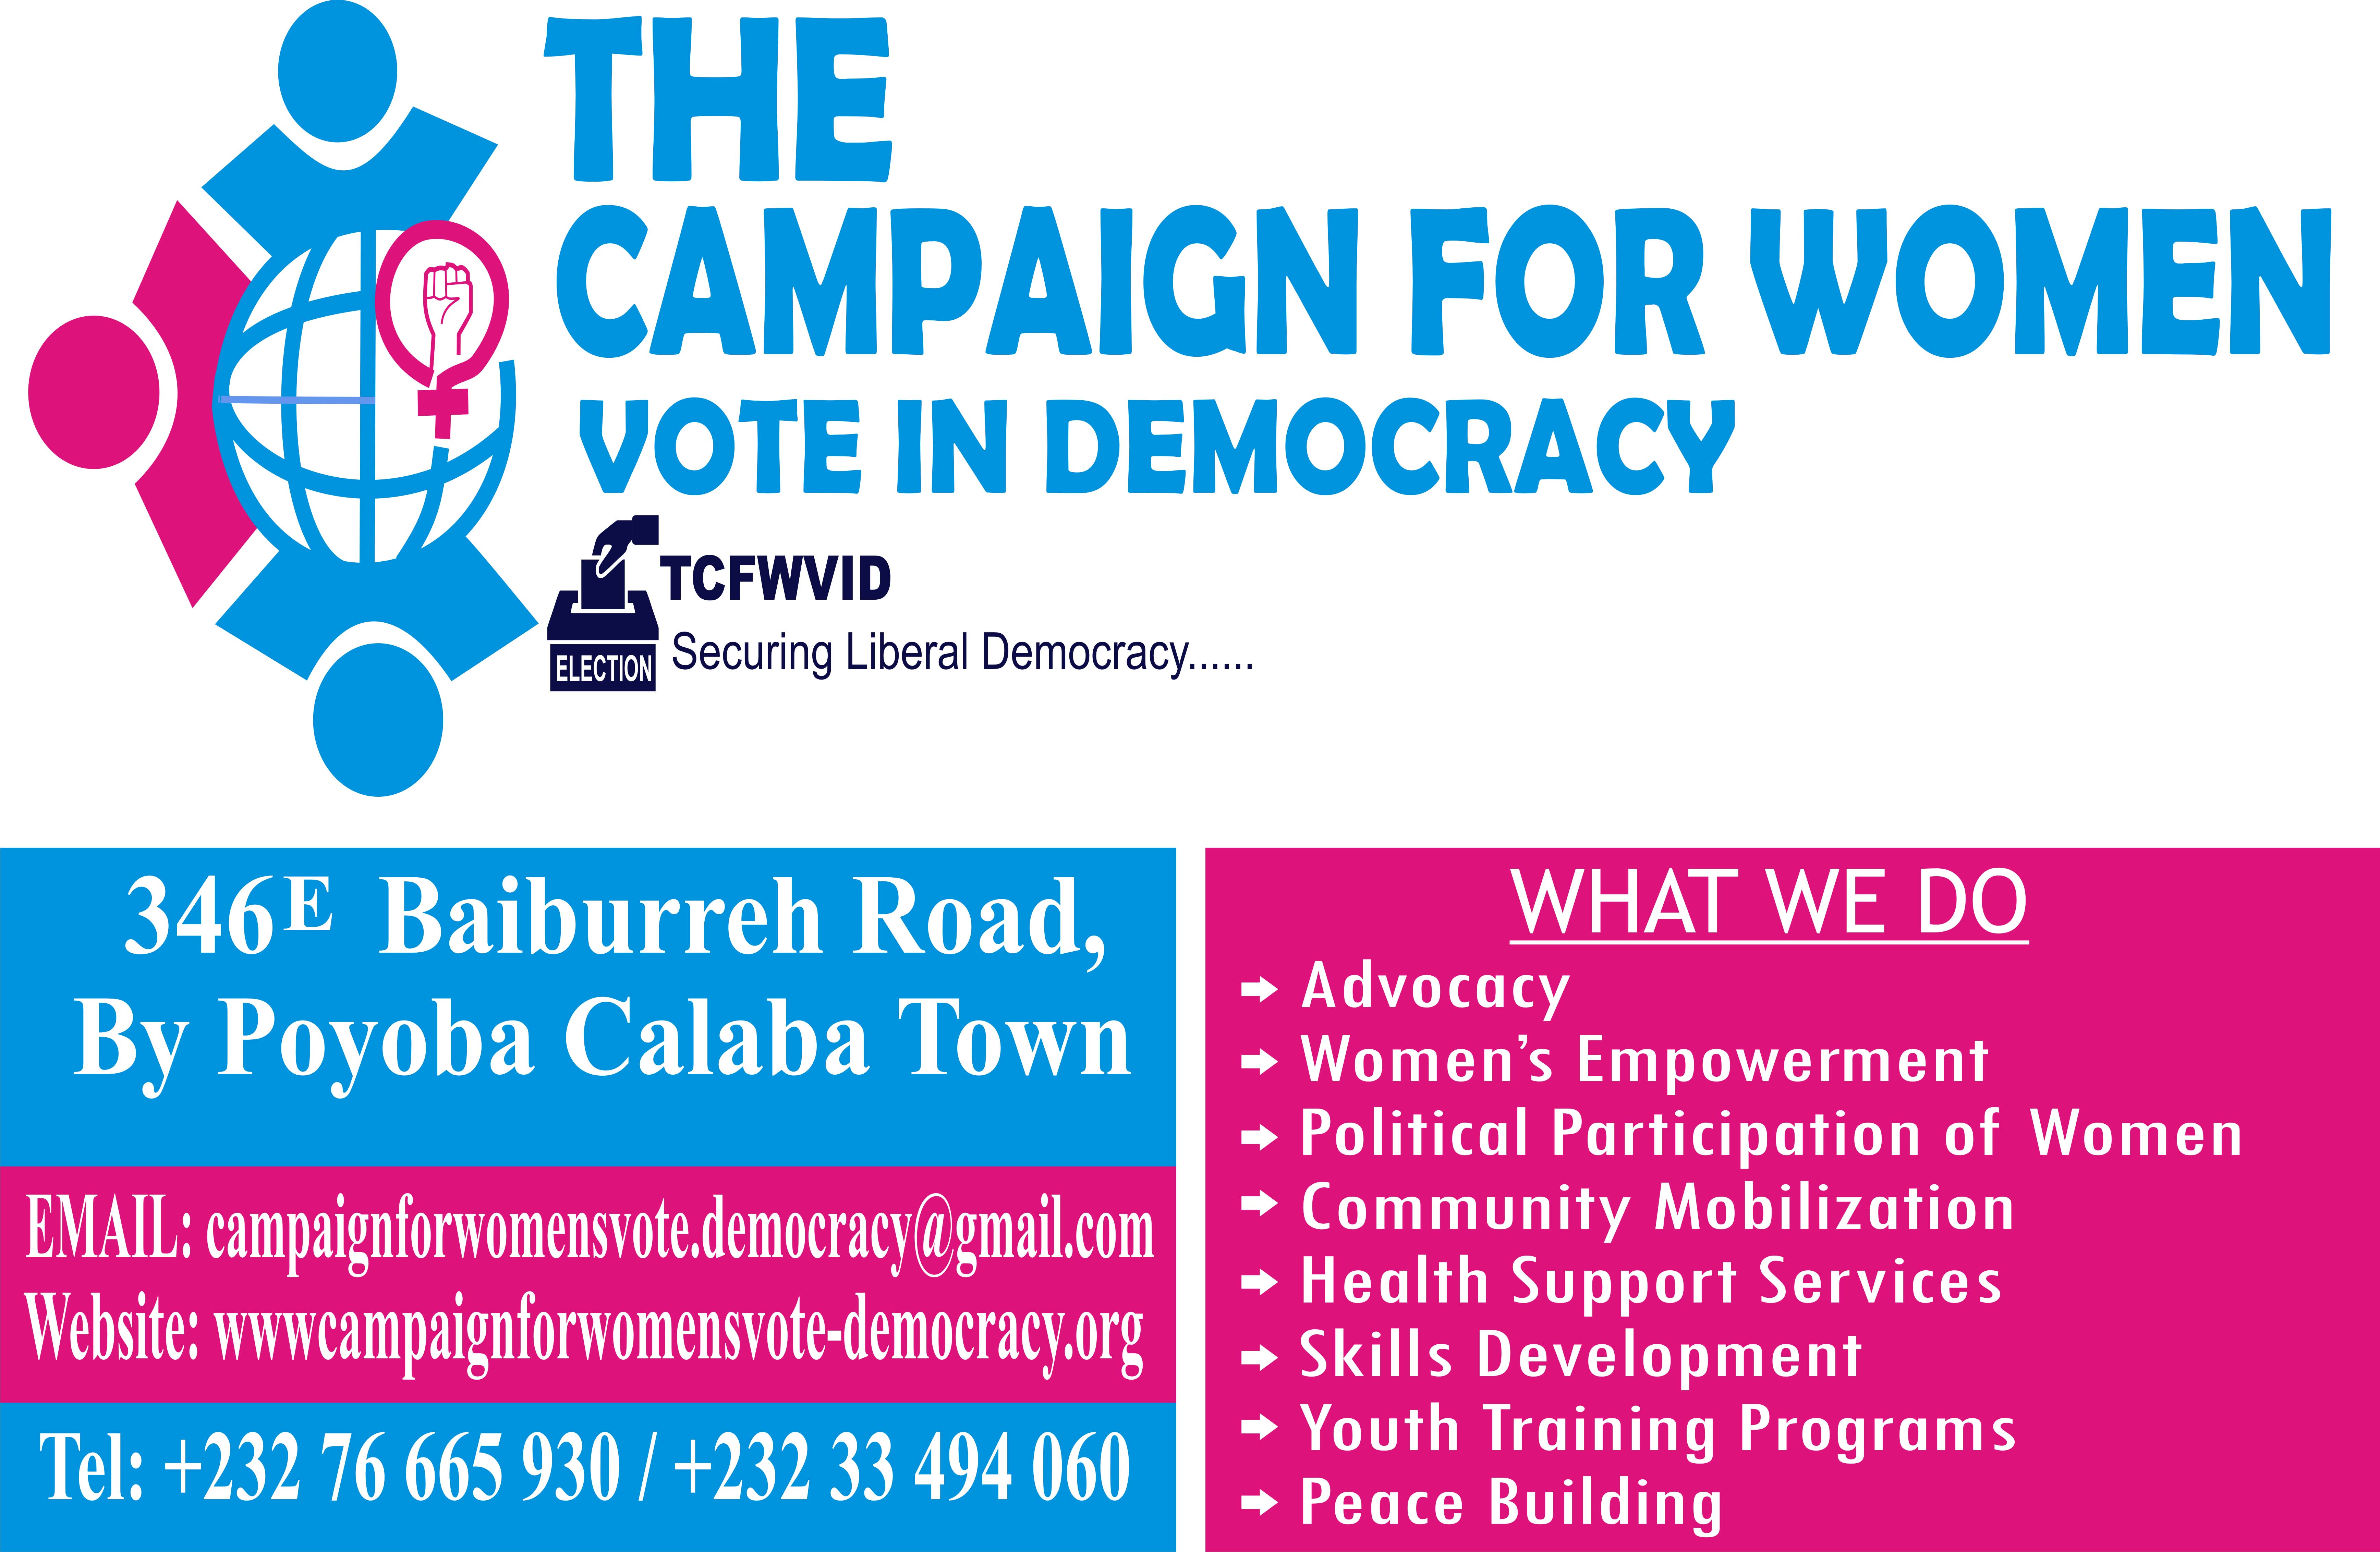 THE
CAMPAIGN FOR WOMEN
VOTE IN DEMOCRACY
TCFWVID
ELECTION
Securing Liberal Democracy......
346E Baiburreh Road,
By Poyoba Calaba Town
EMAIL: campaignforwomensvote.democracy@gmail.com
Website: wwwcampaignforwomensvote-democracy.org
Tel: +232 76 665 930 / +232 33 494 060
WHAT WE DO
Advocacy
Women's Empowerment
Political Participation of Women
Community Mobilization
Health Support Services
Skills Development
Youth Training Programs
Peace Building